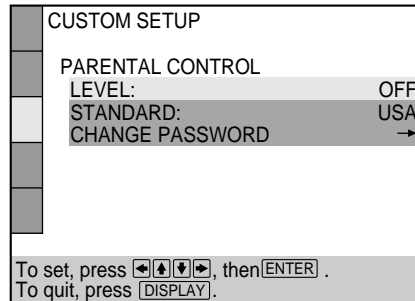 CUSTOM SETUP
PARENTAL CONTROL
LEVEL: OFF
STANDARD: USA
CHANGE PASSWORD →
To set, press ←↑↓→, then ENTER .
To quit, press DISPLAY.